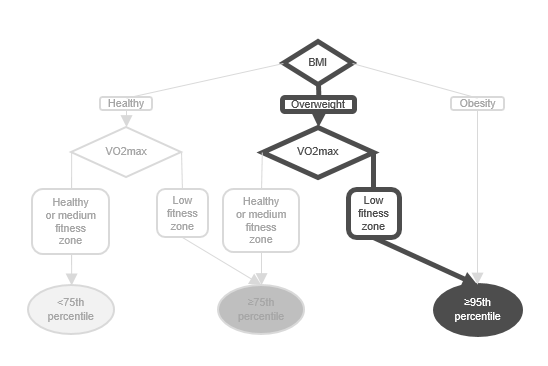 BMI
Healthy
Overweight
Obesity
VO2max
VO2max
Healthy
or medium
fitness
zone
Low
fitness
zone
Healthy
or medium
fitness
zone
Low
fitness
zone
<75th
percentile
≥75th
percentile
≥95th
percentile